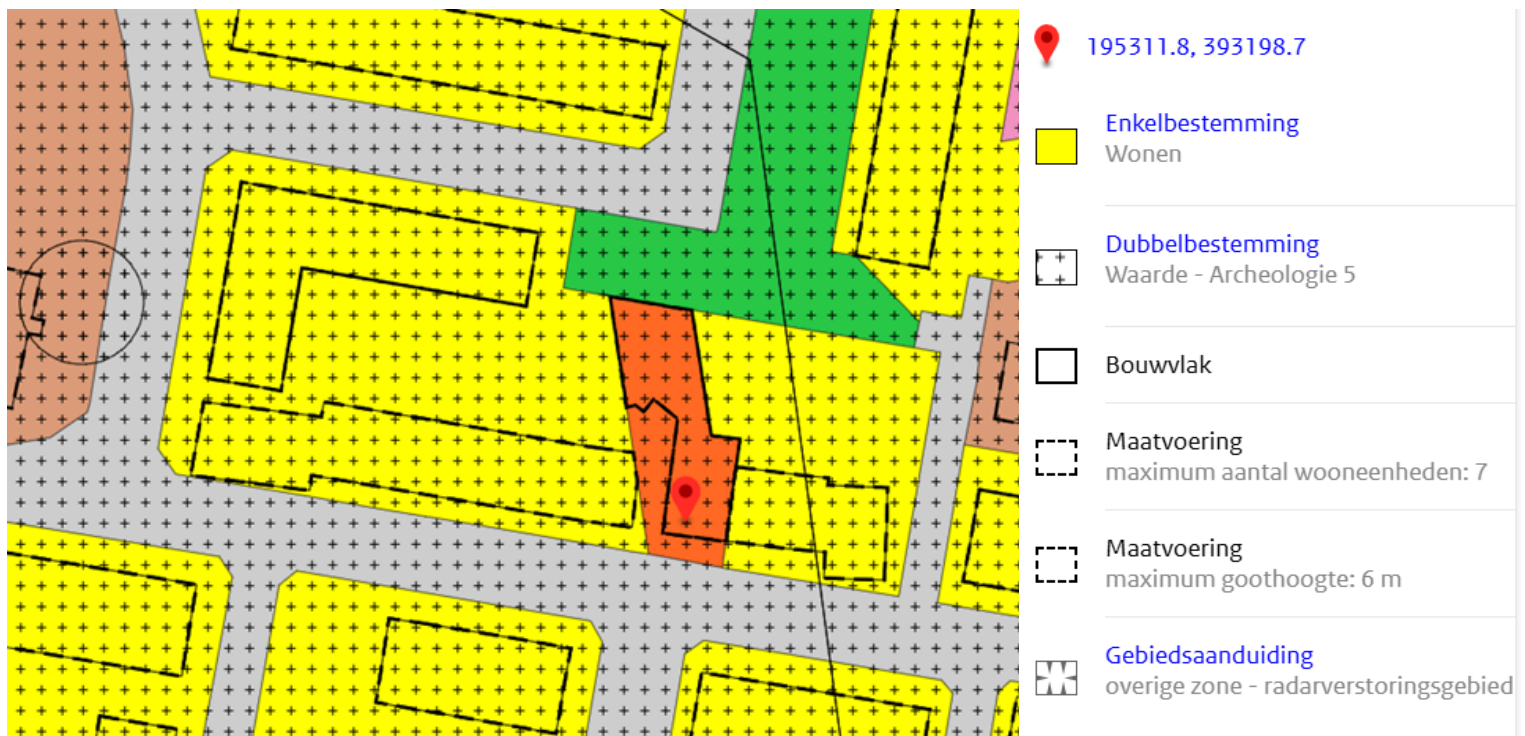 195311.8, 393198.7
Enkelbestemming
Wonen
Dubbelbestemming
Waarde - Archeologie 5
Bouwvlak
Maatvoering
maximum aantal wooneenheden: 7
Maatvoering
maximum goothoogte: 6 m
Gebiedsaanduiding
overige zone - radarverstoringsgebied